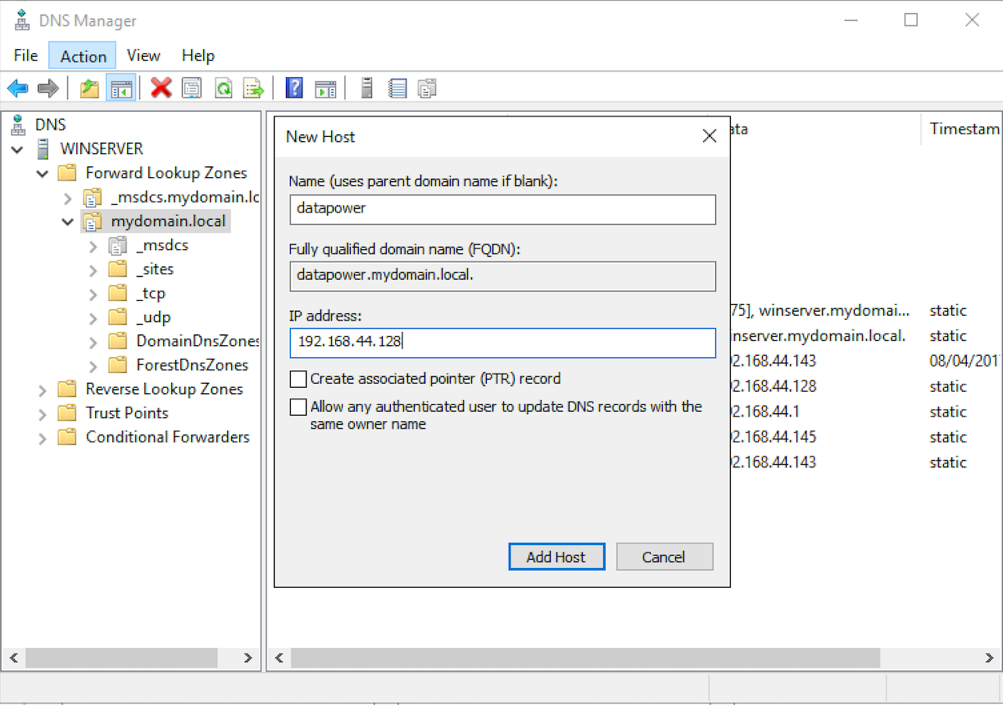 DNS Manager
File Action View Help
DNS
WINSERVER
Forward Lookup Zones
_msdcs.mydomain.lc
mydomain.local
_msdcs
_sites
_tcp
_udp
DomainDnsZones
ForestDnsZones
Reverse Lookup Zones
Trust Points
Conditional Forwarders
New Host
Name (uses parent domain name if blank):
datapower
Fully qualified domain name (FQDN):
datapower.mydomain.local.
IP address:
192.168.44.128
Create associated pointer (PTR) record
Allow any authenticated user to update DNS records with the
same owner name
Add Host Cancel
ata Timestam
75], winserver.mydomai... static
nserver.mydomain.local. static
2.168.44.143 08/04/201
2.168.44.128 static
2.168.44.1 static
2.168.44.145 static
2.168.44.143 static